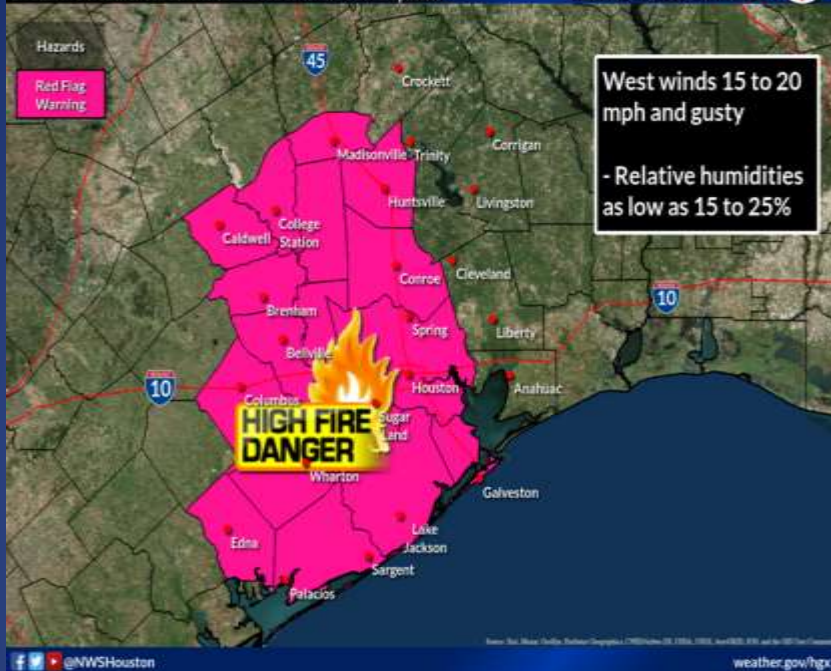 Hazards
Red Flag
Warning
45
Crockett
West winds 15 to 20
mph and gusty
- Relative humidities
as low as 15 to 25%
Madisonville
Trinity
Corrigan
Huntsville
Livingston
College
Station
Caldwell
Conroe
Cleveland
10
Brenham
Spring
Liberty
Bellville
Houston
Anahuac
10
Columbus
Sugar
Land
HIGH FIRE
DANGER
Wharton
Galveston
Edna
Lake
Jackson
Sargent
Palacios
@NWSHouston
weather.gov/hgx